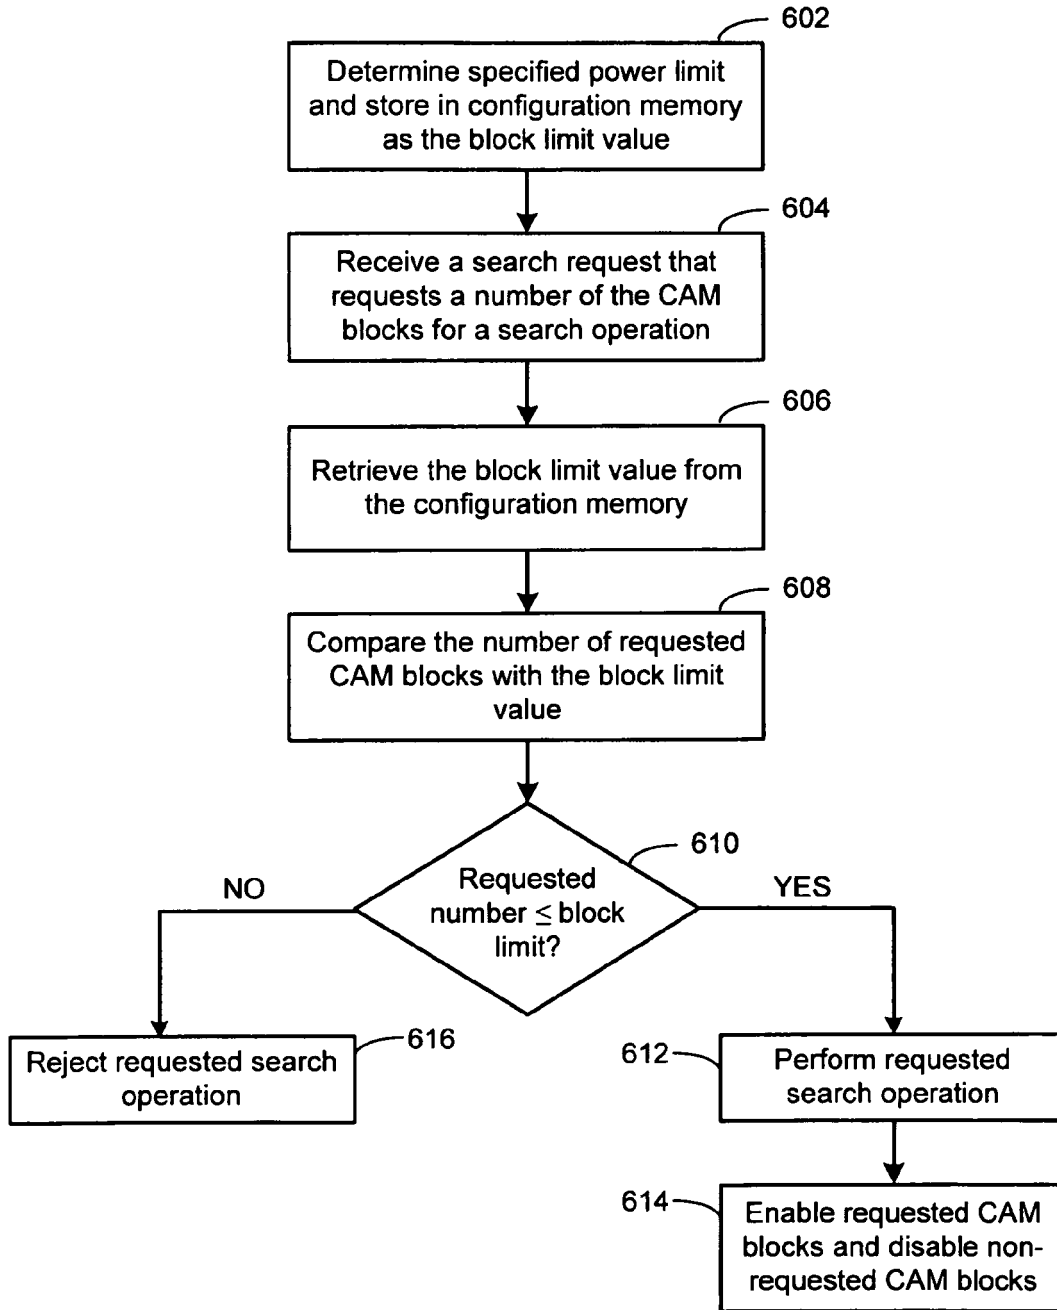 602
Determine specified power limit
and store in configuration memory
as the block limit value
604
Receive a search request that
requests a number of the CAM
blocks for a search operation
606
Retrieve the block limit value from
the configuration memory
608
Compare the number of requested
CAM blocks with the block limit
value
610
Requested
number ≤ block
limit?
NO
YES
Reject requested search
operation
616
612
Perform requested
search operation
614
Enable requested CAM
blocks and disable non-
requested CAM blocks